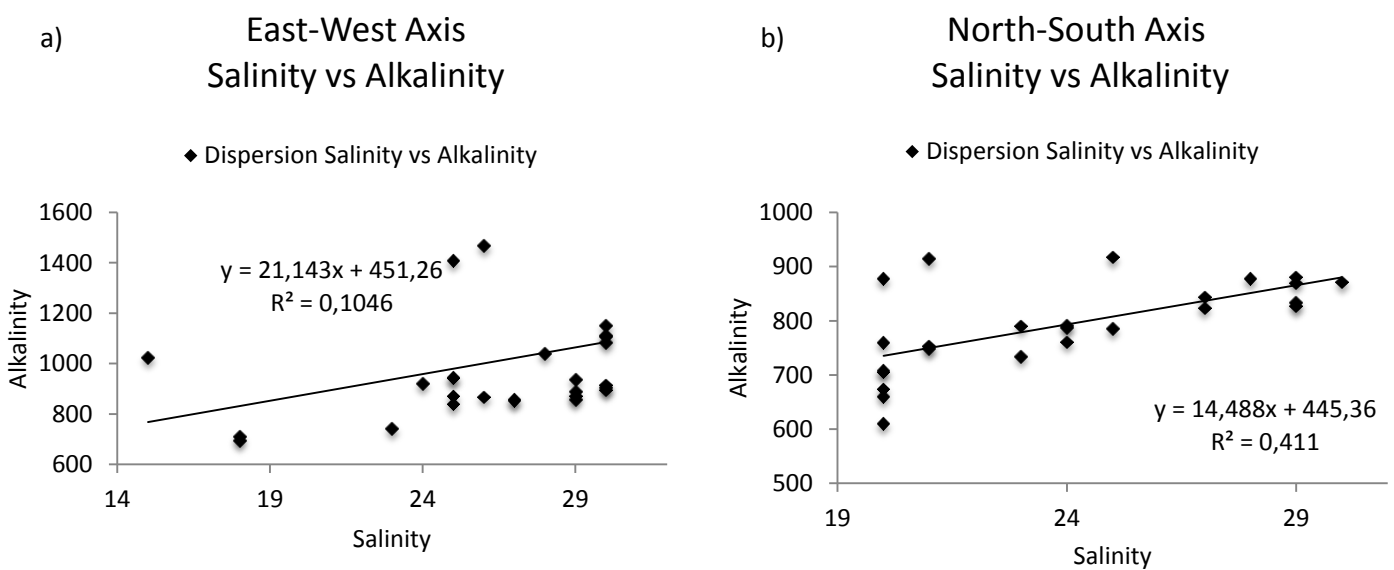 a)
East-West Axis
Salinity vs Alkalinity
Dispersion Salinity vs Alkalinity
1600
1400
1200
1000
800
600
y = 21,143x + 451,26
R² = 0,1046
Alkalinity
14
19
24
29
Salinity
b)
North-South Axis
Salinity vs Alkalinity
Dispersion Salinity vs Alkalinity
1000
900
800
700
600
500
y = 14,488x + 445,36
R² = 0,411
Alkalinity
19
24
29
Salinity